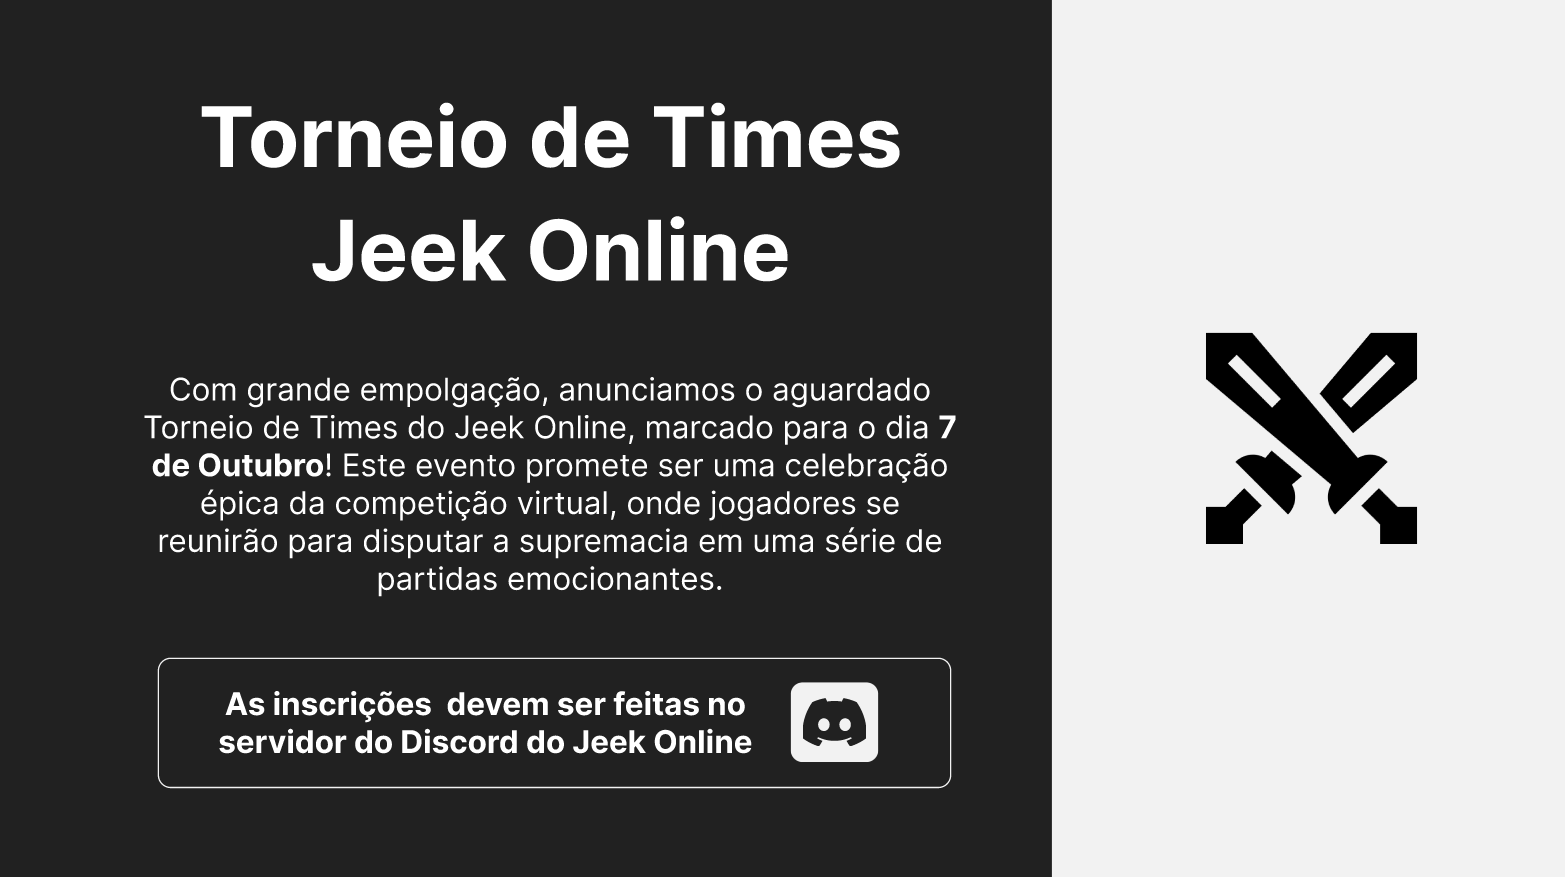 Torneio de Times
Jeek Online
Com grande empolgação, anunciamos o aguardado
Torneio de Times do Jeek Online, marcado para o dia 7
de Outubro! Este evento promete ser uma celebração
épica da competição virtual, onde jogadores se
reunirão para disputar a supremacia em uma série de
partidas emocionantes.
As inscrições  devem ser feitas no
servidor do Discord do Jeek Online